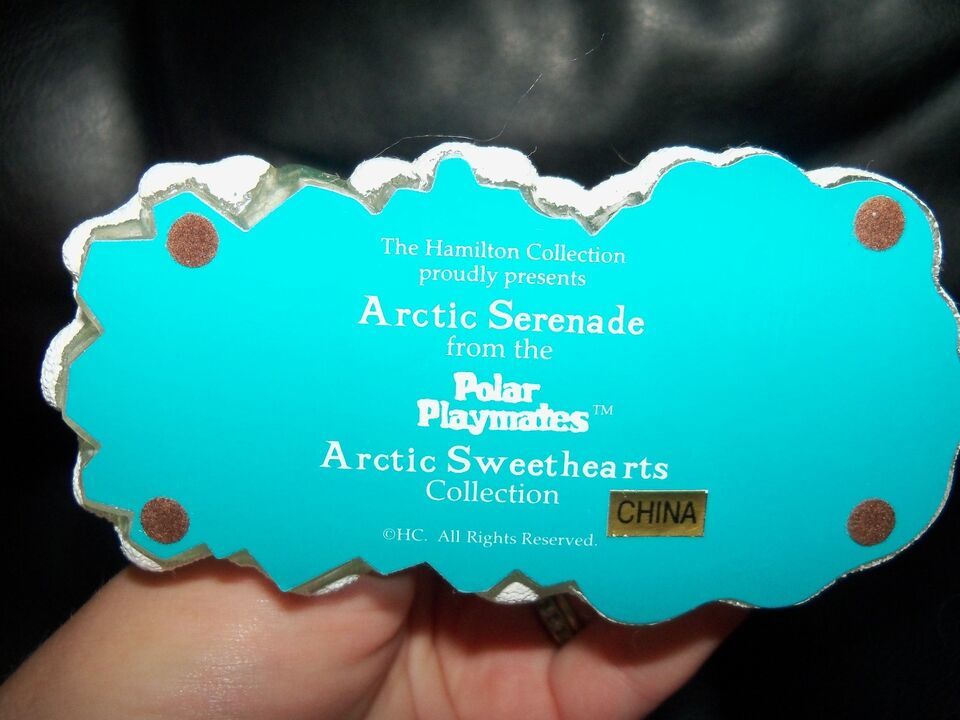 The Hamilton Collection
proudly presents
Arctic Serenade
from the
Polar
Playmates™
Arctic Sweethearts
Collection
CHINA
©HC. All Rights Reserved.